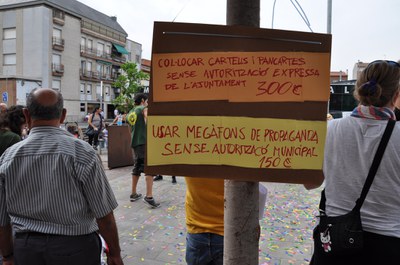 COL·LOCAR CARTELLS I PANCARTES
SENSE AUTORITZACIÓ EXPRESSA
DE L'AJUNTAMENT 300€
USAR MEGÀFONS DE PROPAGANDA
SENSE AUTORITZACIÓ MUNICIPAL
150€